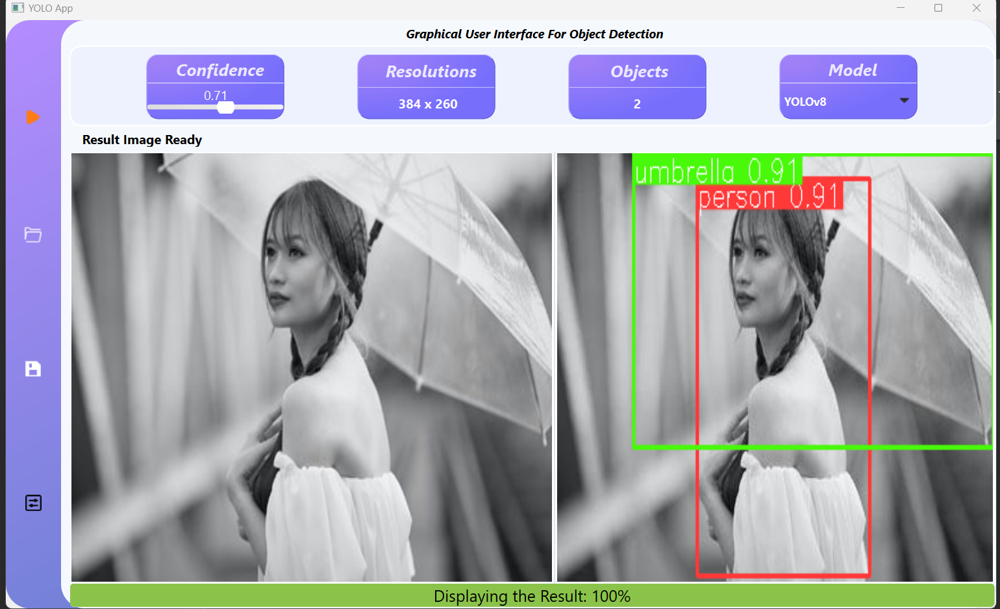 YOLO App
Graphical User Interface For Object Detection
Confidence
0.71
Resolutions
384 x 260
Objects
2
Model
YOLOv8
Result Image Ready
umbrella 0.91
person 0.91
Displaying the Result: 100%